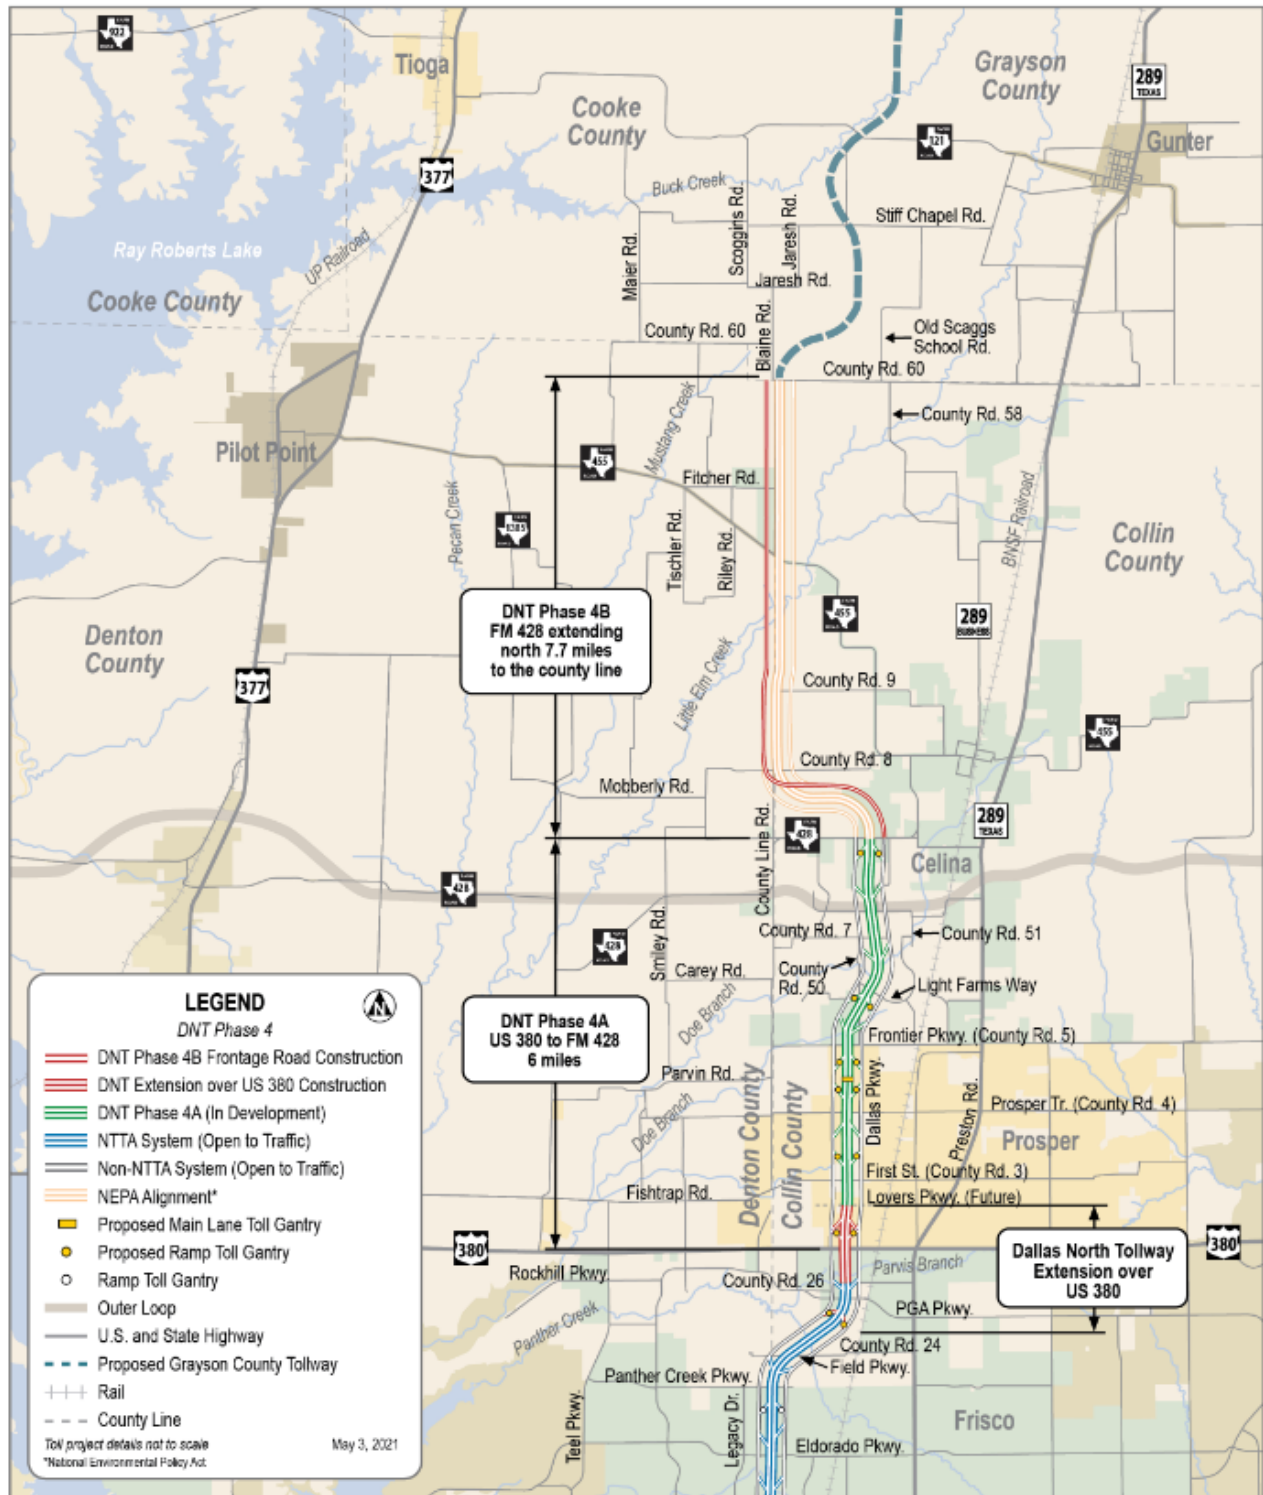 922
Tioga
Cooke
County
Grayson
County
289
TEXAS
121
Gunter
377
Buck Creek
Scoggins Rd.
Jaresh Rd.
Stiff Chapel Rd.
Ray Roberts Lake
UP Railroad
Maier Rd.
Cooke County
Jaresh Rd.
Blaine Rd.
County Rd. 60
Old Scaggs
School Rd.
County Rd. 60
County Rd. 58
Mustang Creek
Pilot Point
455
Fitcher Rd.
BNSF Railroad
Pecan Creek
Tischler Rd.
Riley Rd.
Collin
County
DNT Phase 4B
FM 428 extending
north 7.7 miles
to the county line
455
289
BUSINESS
Denton
County
377
Little Elm Creek
County Rd. 9
455
County Rd. 8
Mobberly Rd.
County Line Rd.
428
289
TEXAS
Celina
428
Smiley Rd.
County Rd. 7
County Rd. 51
428
Carey Rd.
County
Rd. 50
Light Farms Way
Doe Branch
DNT Phase 4A
US 380 to FM 428
6 miles
Frontier Pkwy. (County Rd. 5)
Parvin Rd.
Dallas Pkwy.
Preston Rd.
Prosper Tr. (County Rd. 4)
Doe Branch
Denton County
Collin County
Prosper
First St. (County Rd. 3)
Fishtrap Rd.
Lovers Pkwy. (Future)
380
380
Dallas North Tollway
Extension over
US 380
Rockhill Pkwy.
County Rd. 26
Parvis Branch
PGA Pkwy.
Panther Creek
County Rd. 24
Field Pkwy.
Panther Creek Pkwy.
Teel Pkwy.
Legacy Dr.
Frisco
Eldorado Pkwy.
LEGEND
N
DNT Phase 4
DNT Phase 4B Frontage Road Construction
DNT Extension over US 380 Construction
DNT Phase 4A (In Development)
NTTA System (Open to Traffic)
Non-NTTA System (Open to Traffic)
NEPA Alignment*
Proposed Main Lane Toll Gantry
Proposed Ramp Toll Gantry
Ramp Toll Gantry
Outer Loop
U.S. and State Highway
Proposed Grayson County Tollway
Rail
County Line
Toll project details not to scale
May 3, 2021
*National Environmental Policy Act